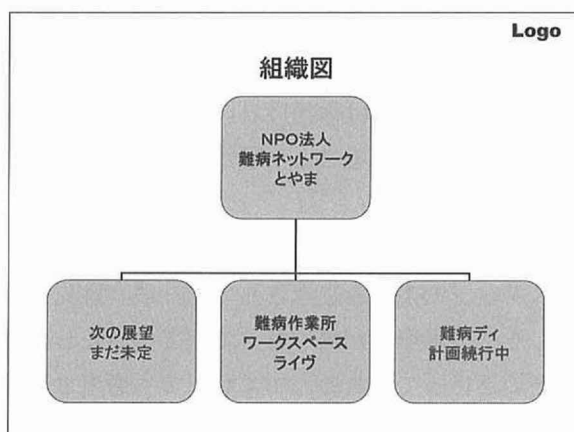 Logo
組織図
NPO法人
難病ネットワーク
とやま
次の展望
まだ未定
難病作業所
ワークスペース
ライヴ
難病ディ
計画続行中